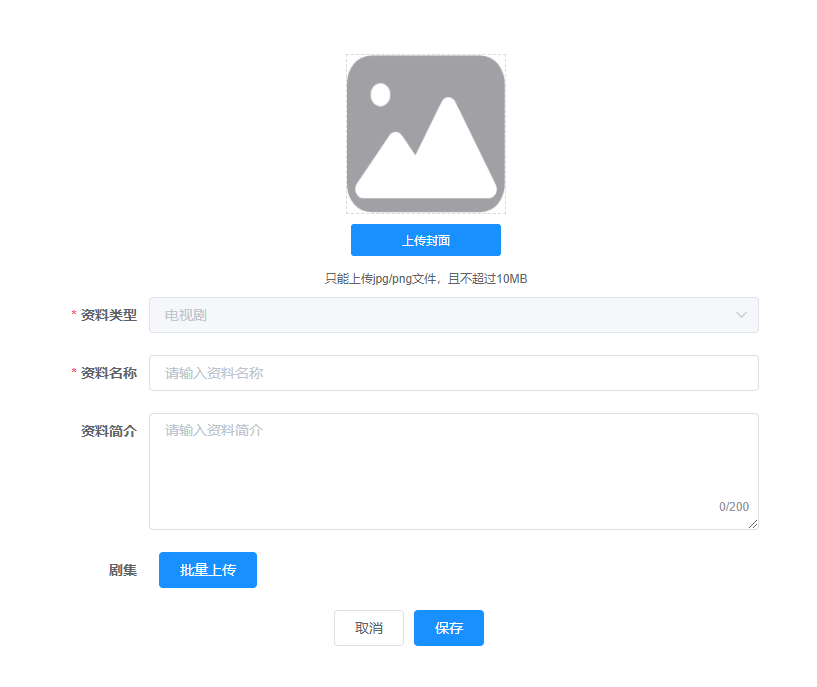 上传封面
只能上传jpg/png文件，且不超过10MB
* 资料类型 电视剧
* 资料名称 请输入资料名称
资料简介 请输入资料简介
0/200
剧集 批量上传
取消 保存